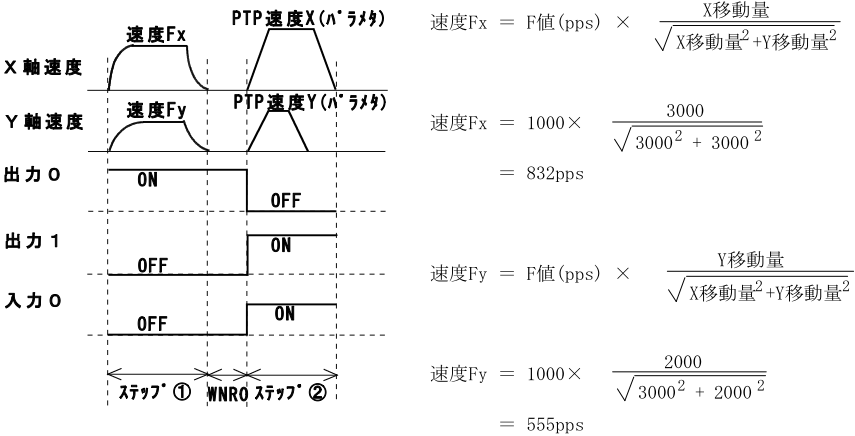 PTP速度X(ﾊﾟﾗﾒﾀ)
速度Fx
X軸速度
PTP速度Y(ﾊﾟﾗﾒﾀ)
速度Fy
Y軸速度
出力0
ON
OFF
出力1
ON
OFF
入力0
ON
OFF
ｽﾃｯﾌﾟ① WNR0 ｽﾃｯﾌﾟ②
速度Fx = F値(pps) × X移動量 / √(X移動量²+Y移動量²)
速度Fx = 1000× 3000 / √(3000² + 3000²)
= 832pps
速度Fy = F値(pps) × Y移動量 / √(X移動量²+Y移動量²)
速度Fy = 1000× 2000 / √(3000² + 2000²)
= 555pps